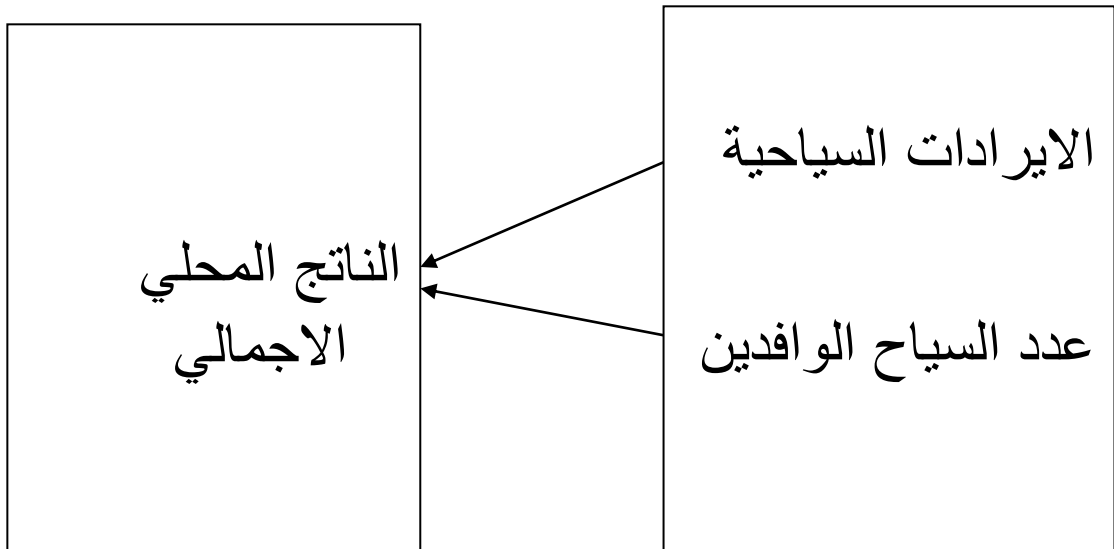 الايرادات السياحية
عدد السياح الوافدين
الناتج المحلي
الاجمالي